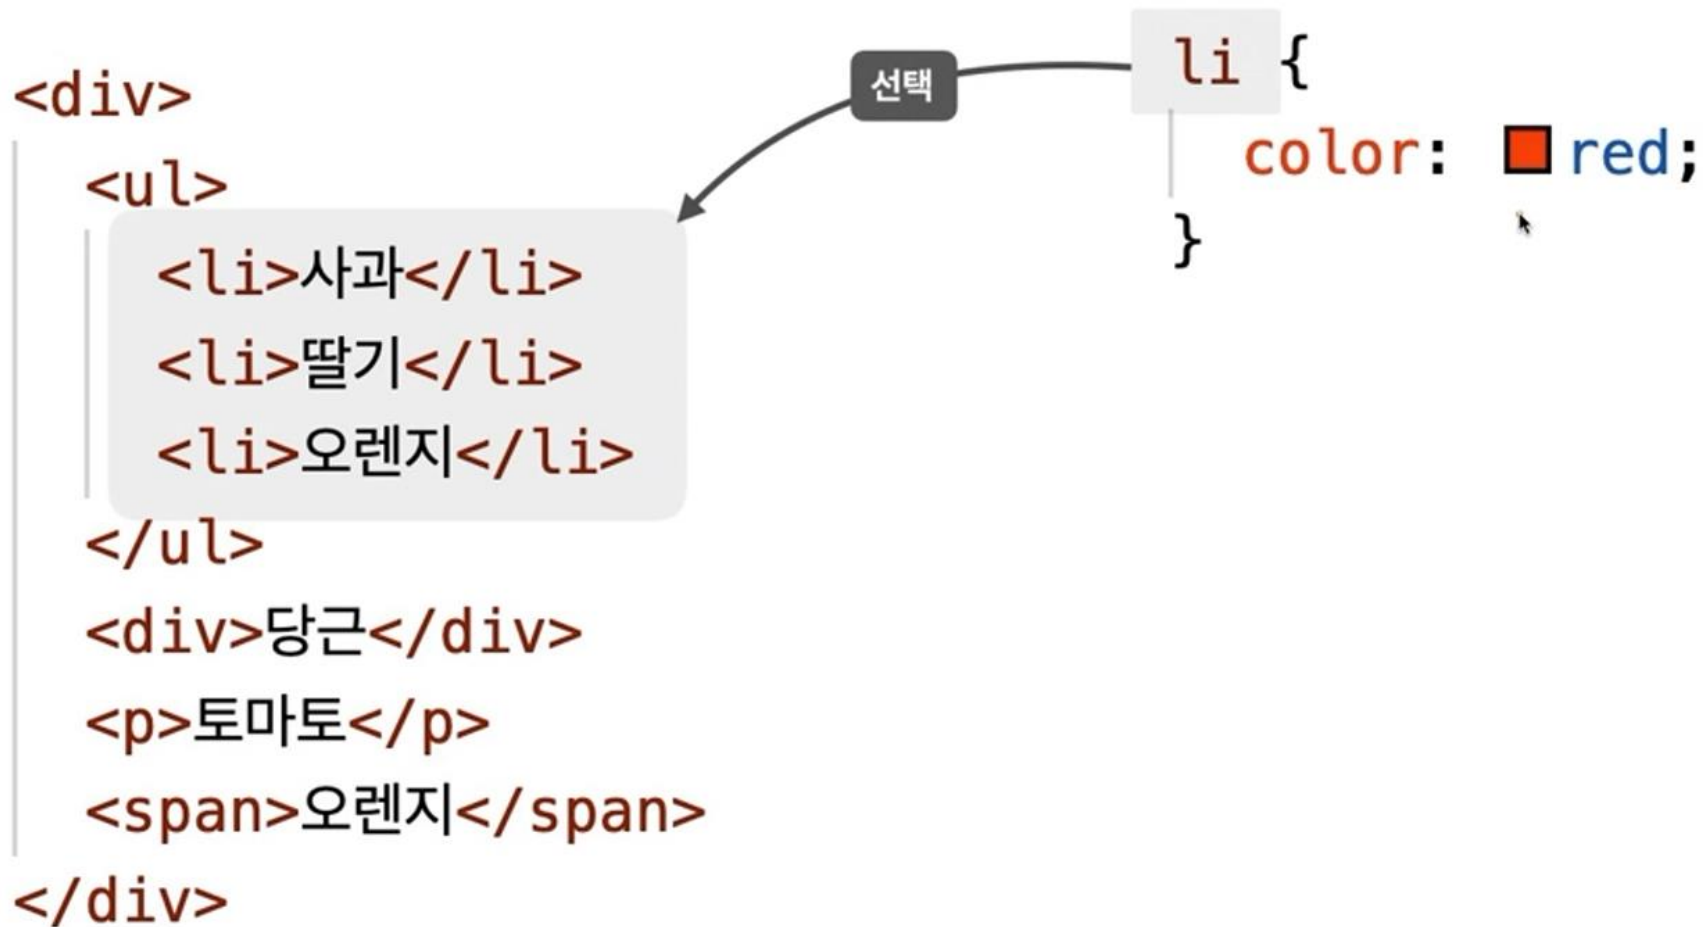 <div>
<ul>
<li>사과</li>
<li>딸기</li>
<li>오렌지</li>
</ul>
<div>당근</div>
<p>토마토</p>
<span>오렌지</span>
</div>
선택
li {
color: red;
}